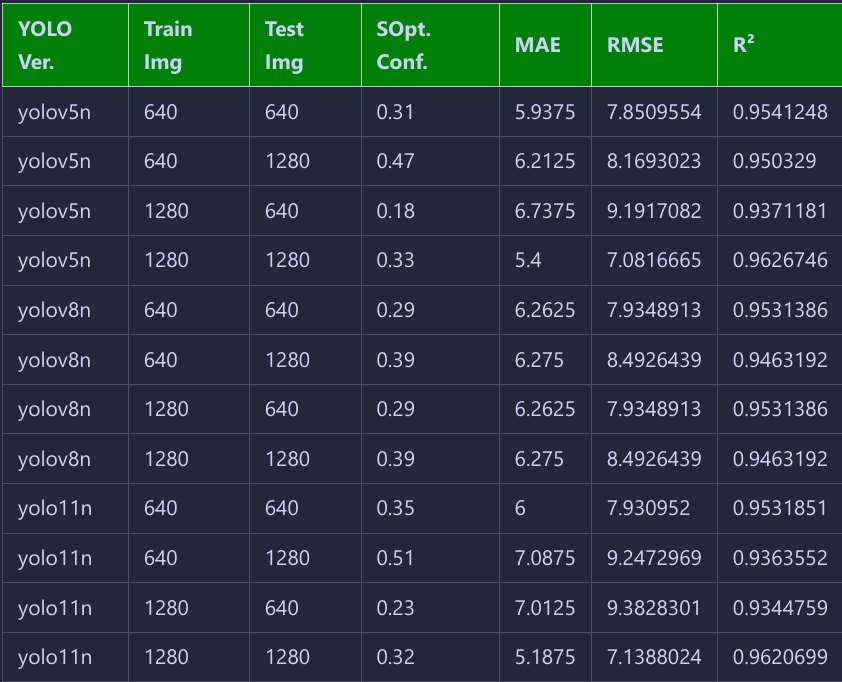 YOLO Ver. Train Img Test Img SOpt. Conf. MAE RMSE R²
yolov5n 640 640 0.31 5.9375 7.8509554 0.9541248
yolov5n 640 1280 0.47 6.2125 8.1693023 0.950329
yolov5n 1280 640 0.18 6.7375 9.1917082 0.9371181
yolov5n 1280 1280 0.33 5.4 7.0816665 0.9626746
yolov8n 640 640 0.29 6.2625 7.9348913 0.9531386
yolov8n 640 1280 0.39 6.275 8.4926439 0.9463192
yolov8n 1280 640 0.29 6.2625 7.9348913 0.9531386
yolov8n 1280 1280 0.39 6.275 8.4926439 0.9463192
yolo11n 640 640 0.35 6 7.930952 0.9531851
yolo11n 640 1280 0.51 7.0875 9.2472969 0.9363552
yolo11n 1280 640 0.23 7.0125 9.3828301 0.9344759
yolo11n 1280 1280 0.32 5.1875 7.1388024 0.9620699